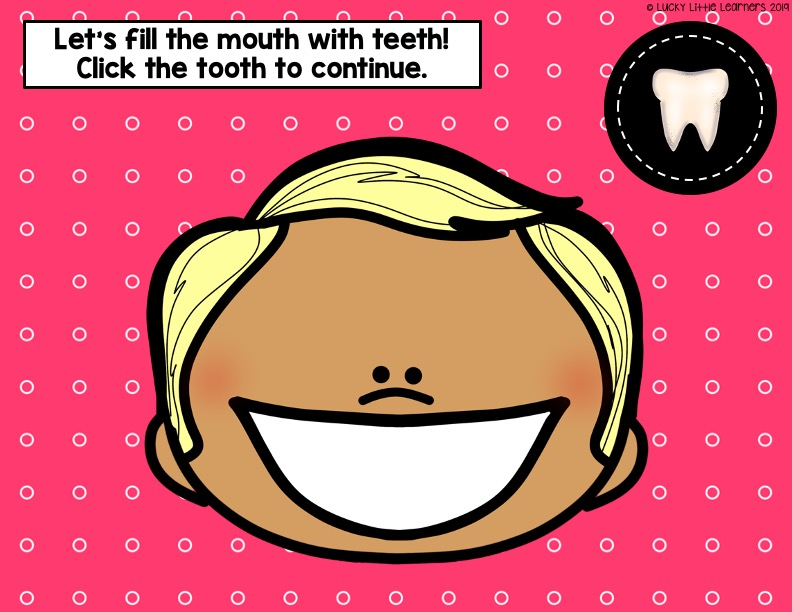 © Lucky Little Learners 2019
Let's fill the mouth with teeth!
Click the tooth to continue.